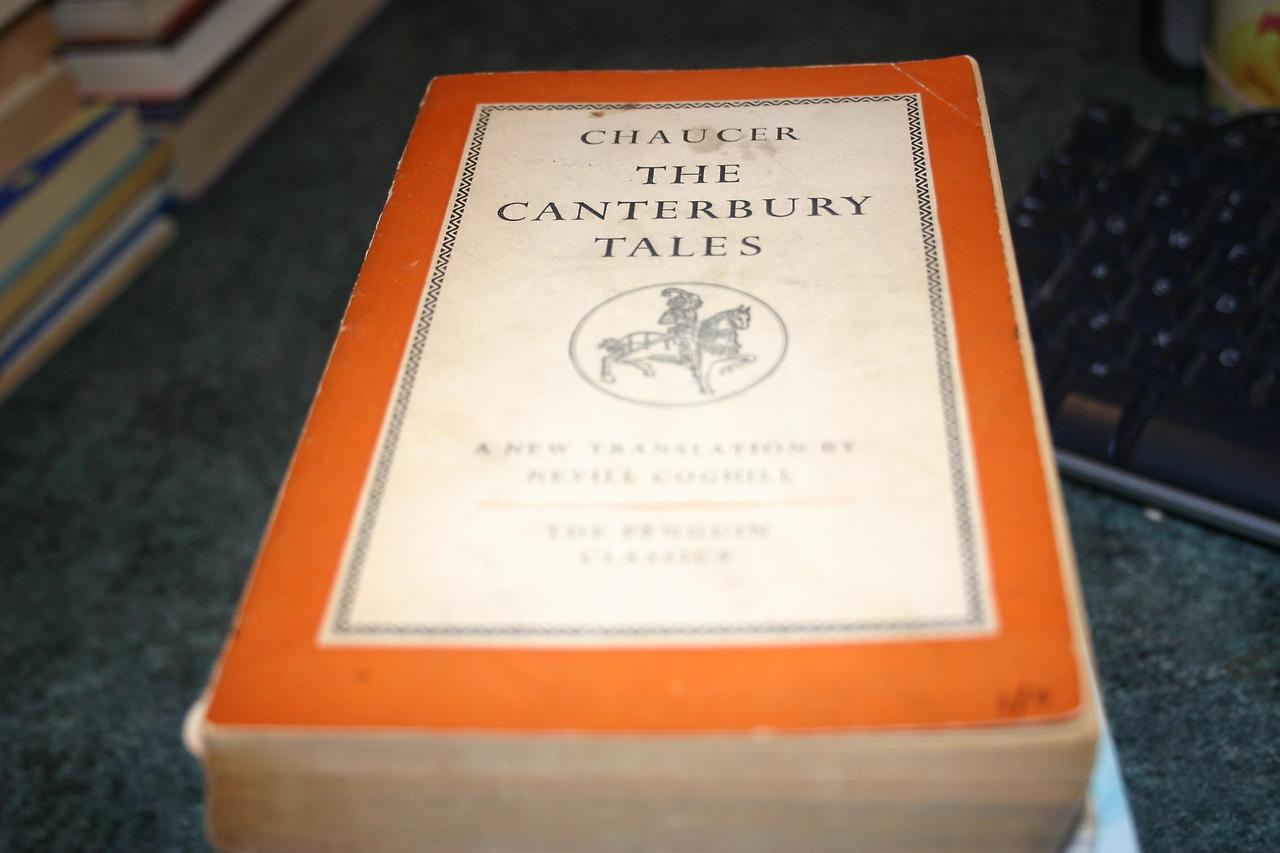 CHAUCER
THE
CANTERBURY
TALES
A NEW TRANSLATION BY
NEVILL COGHILL
THE PENGUIN
CLASSICS